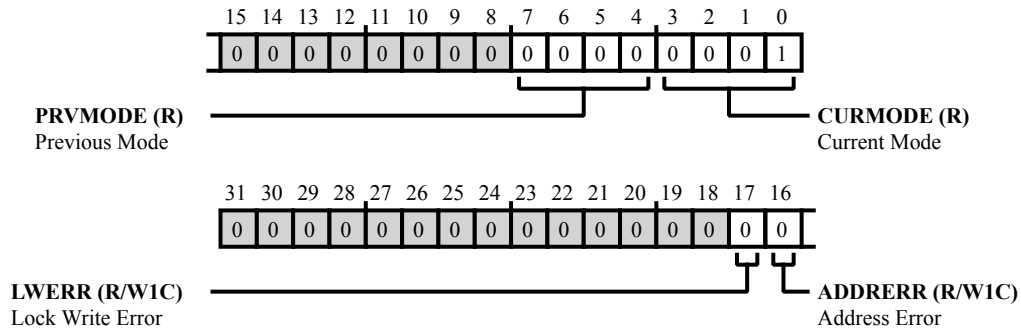 15 14 13 12 11 10 9 8 7 6 5 4 3 2 1 0
0 0 0 0 0 0 0 0 0 0 0 0 0 0 0 1
PRVMODE (R)
Previous Mode
CURMODE (R)
Current Mode
31 30 29 28 27 26 25 24 23 22 21 20 19 18 17 16
0 0 0 0 0 0 0 0 0 0 0 0 0 0 0 0
LWERR (R/W1C)
Lock Write Error
ADDRERR (R/W1C)
Address Error